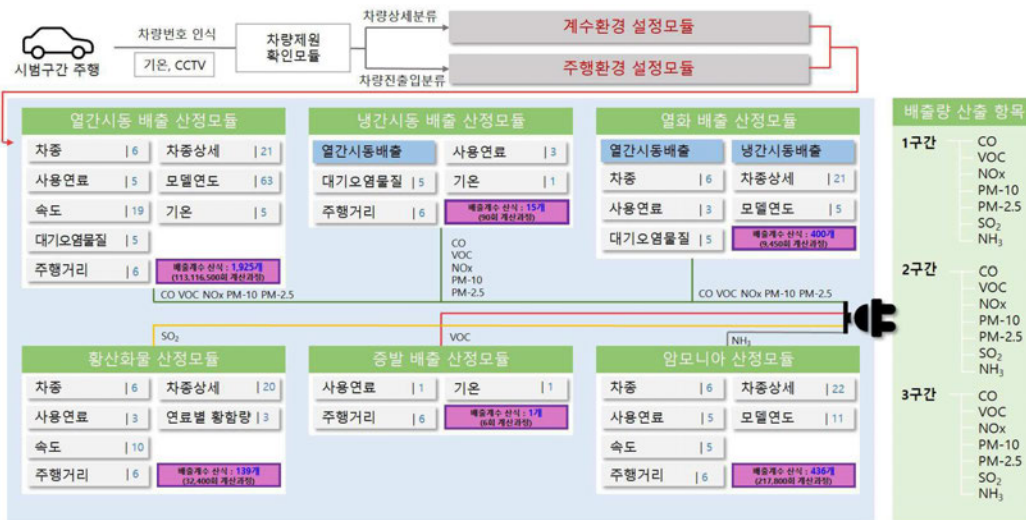 시범구간 주행
차량번호 인식
기온, CCTV
차량제원
확인모듈
차량상세분류
차량진출입분류
계수환경 설정모듈
주행환경 설정모듈
열간시동 배출 산정모듈
차종 | 6 차종상세 | 21
사용연료 | 5 모델연도 | 63
속도 | 19 기온 | 5
대기오염물질 | 5
주행거리 | 6
배출계수 산식 : 1,925개
(113,116,500회 계산과정)
CO VOC NOx PM-10 PM-2.5
냉간시동 배출 산정모듈
열간시동배출 사용연료 | 3
대기오염물질 | 5 기온 | 1
주행거리 | 6
배출계수 산식 : 15개
(90회 계산과정)
CO
VOC
NOx
PM-10
PM-2.5
열화 배출 산정모듈
열간시동배출 냉간시동배출
차종 | 6 차종상세 | 21
사용연료 | 3 모델연도 | 5
대기오염물질 | 5
배출계수 산식 : 400개
(9,450회 계산과정)
CO VOC NOx PM-10 PM-2.5
SO₂
황산화물 산정모듈
차종 | 6 차종상세 | 20
사용연료 | 3 연료별 황함량 | 3
속도 | 10
주행거리 | 6
배출계수 산식 : 139개
(32,400회 계산과정)
VOC
증발 배출 산정모듈
사용연료 | 1 기온 | 1
주행거리 | 6
배출계수 산식 : 1개
(6회 계산과정)
NH₃
암모니아 산정모듈
차종 | 6 차종상세 | 22
사용연료 | 5 모델연도 | 11
속도 | 5
주행거리 | 6
배출계수 산식 : 436개
(217,800회 계산과정)
배출량 산출 항목
1구간
CO
VOC
NOx
PM-10
PM-2.5
SO₂
NH₃
2구간
CO
VOC
NOx
PM-10
PM-2.5
SO₂
NH₃
3구간
CO
VOC
NOx
PM-10
PM-2.5
SO₂
NH₃